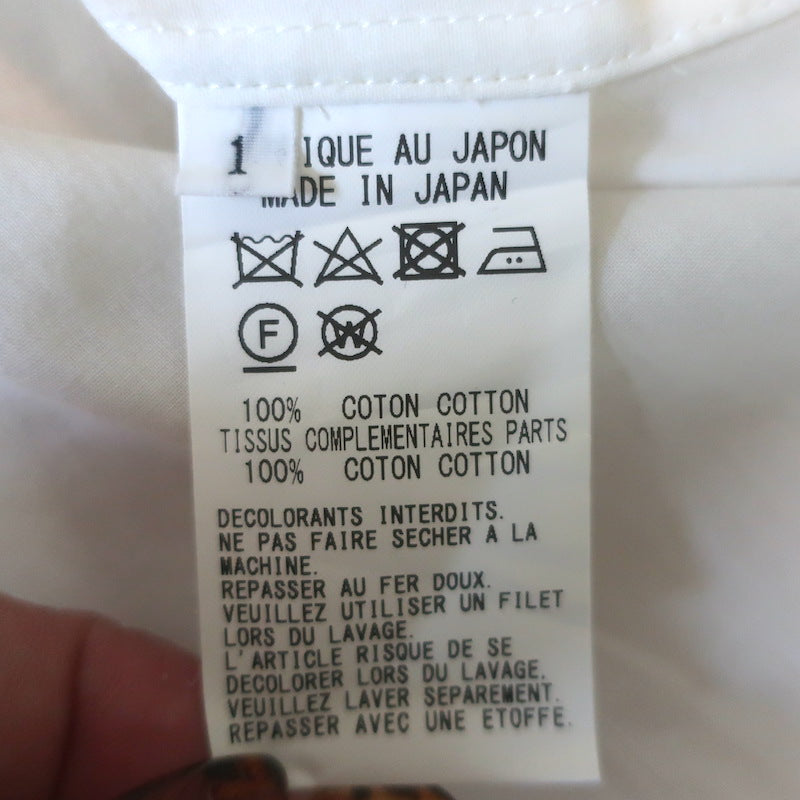 1
IQUE AU JAPON
MADE IN JAPAN
F
W
100% COTON COTTON
TISSUS COMPLEMENTAIRES PARTS
100% COTON COTTON
DECOLORANTS INTERDITS.
NE PAS FAIRE SECHER A LA
MACHINE.
REPASSER AU FER DOUX.
VEUILLEZ UTILISER UN FILET
LORS DU LAVAGE.
L'ARTICLE RISQUE DE SE
DECOLORER LORS DU LAVAGE.
VEUILLEZ LAVER SEPAREMENT.
REPASSER AVEC UNE ETOFFE.